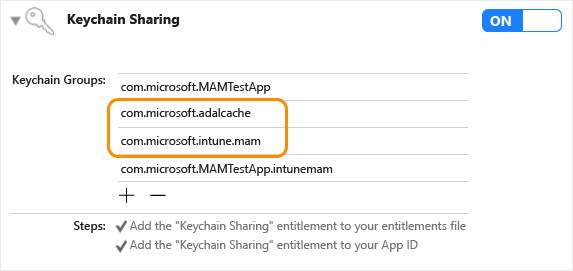 Keychain Sharing
ON
Keychain Groups:
com.microsoft.MAMTestApp
com.microsoft.adalcache
com.microsoft.intune.mam
com.microsoft.MAMTestApp.intunemam
Steps:
Add the "Keychain Sharing" entitlement to your entitlements file
Add the "Keychain Sharing" entitlement to your App ID